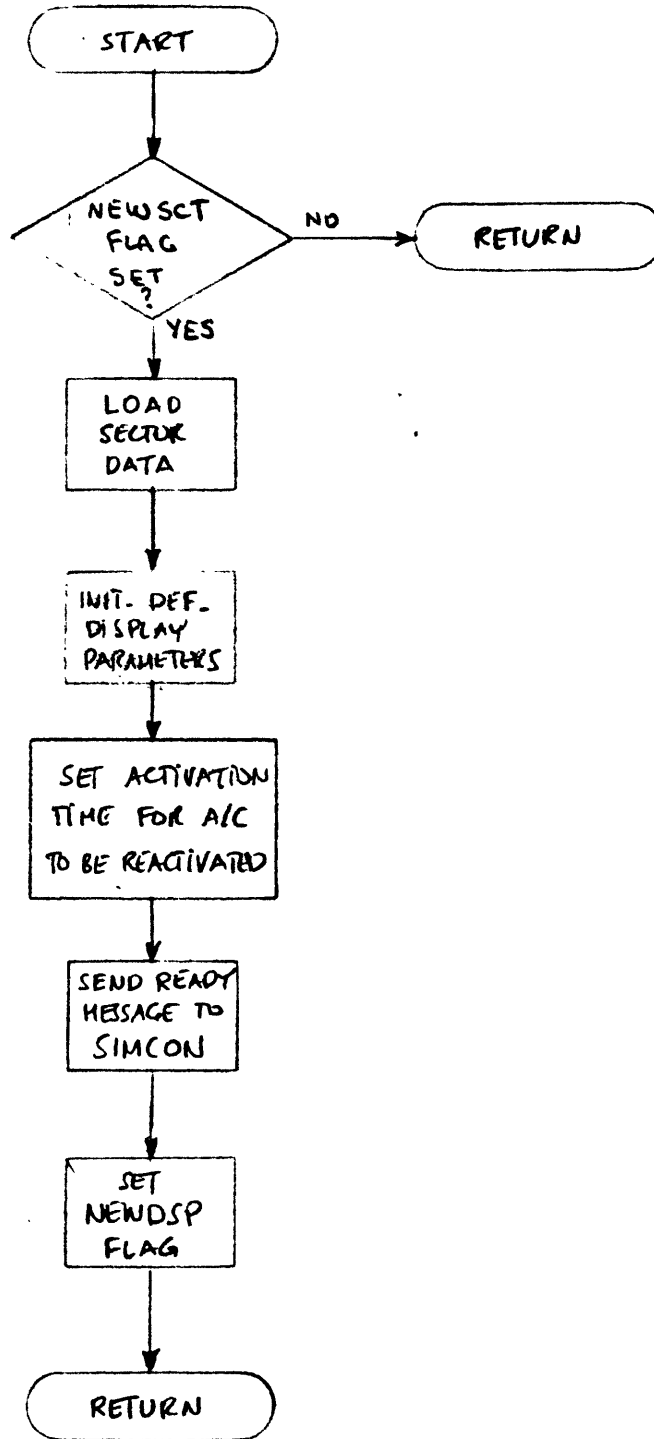 START
NEWSCT
FLAG
SET
?
NO
RETURN
YES
LOAD
SECTOR
DATA
INIT. DEF.
DISPLAY
PARAMETERS
SET ACTIVATION
TIME FOR A/C
TO BE REACTIVATED
SEND READY
MESSAGE TO
SIMCON
SET
NEWDSP
FLAG
RETURN